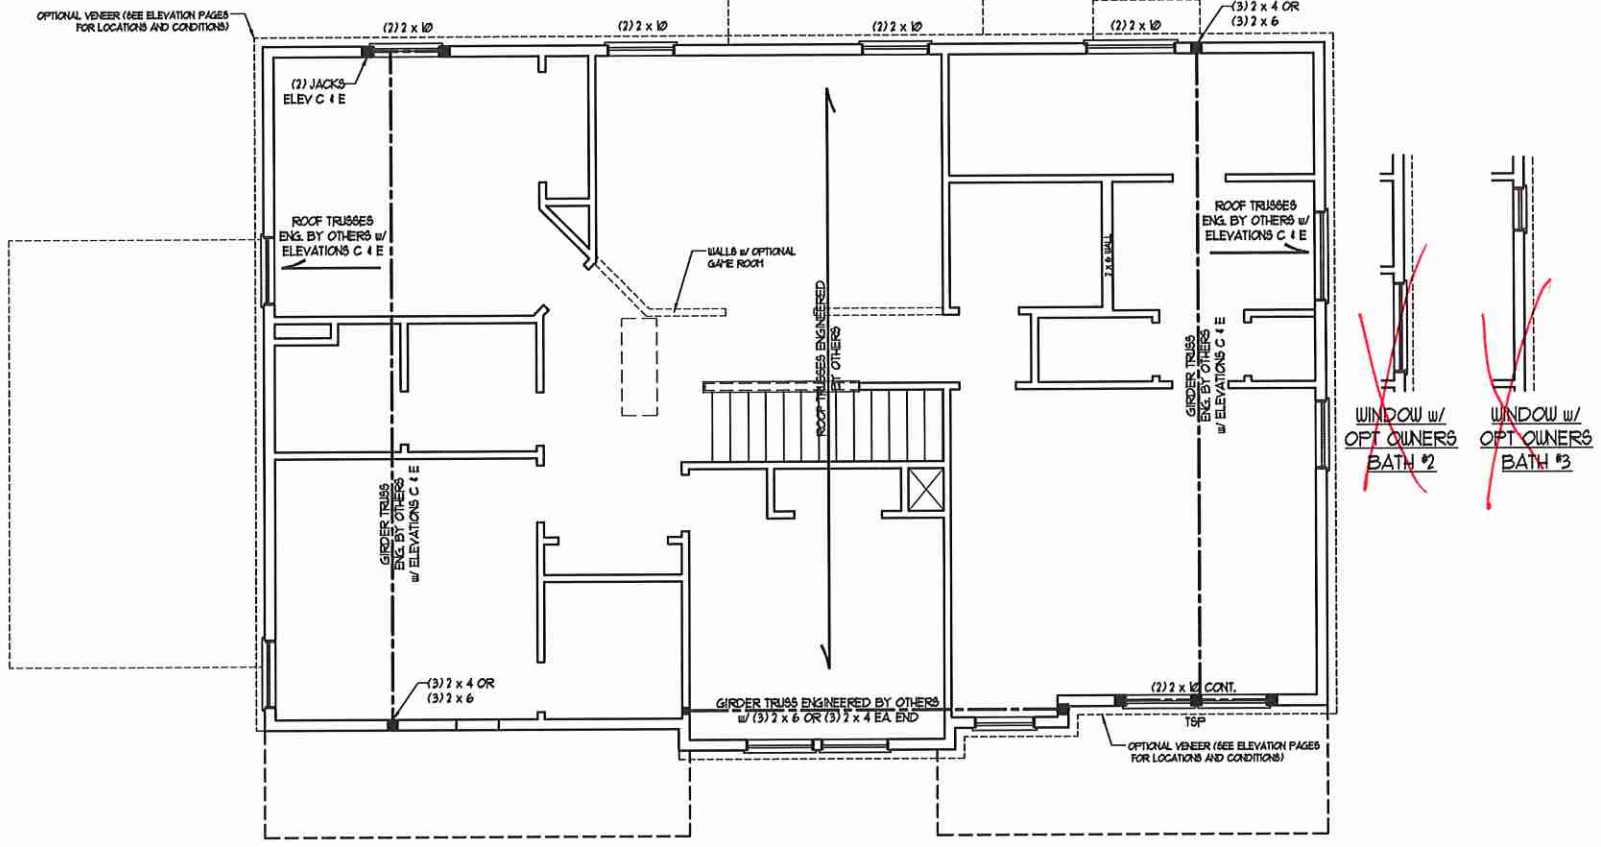 OPTIONAL VENEER (SEE ELEVATION PAGES
FOR LOCATIONS AND CONDITIONS)
(2) 2 x 10
(2) 2 x 10
(2) 2 x 10
(2) 2 x 10
(3) 2 x 4 OR
(3) 2 x 6
(2) JACKS
ELEV C & E
ROOF TRUSSES
ENG. BY OTHERS w/
ELEVATIONS C & E
WALLS w/ OPTIONAL
GAME ROOM
ROOF TRUSSES ENGINEERED
BY OTHERS
2 x 6 WALL
ROOF TRUSSES
ENG. BY OTHERS w/
ELEVATIONS C & E
GIRDER TRUSS
ENG. BY OTHERS
w/ ELEVATIONS C & E
WINDOW w/
OPT OWNERS
BATH #2
WINDOW w/
OPT OWNERS
BATH #3
GIRDER TRUSS
ENG. BY OTHERS
w/ ELEVATIONS C & E
(3) 2 x 4 OR
(3) 2 x 6
GIRDER TRUSS ENGINEERED BY OTHERS
w/ (3) 2 x 6 OR (3) 2 x 4 EA. END
(2) 2 x 10 CONT.
TSP
OPTIONAL VENEER (SEE ELEVATION PAGES
FOR LOCATIONS AND CONDITIONS)